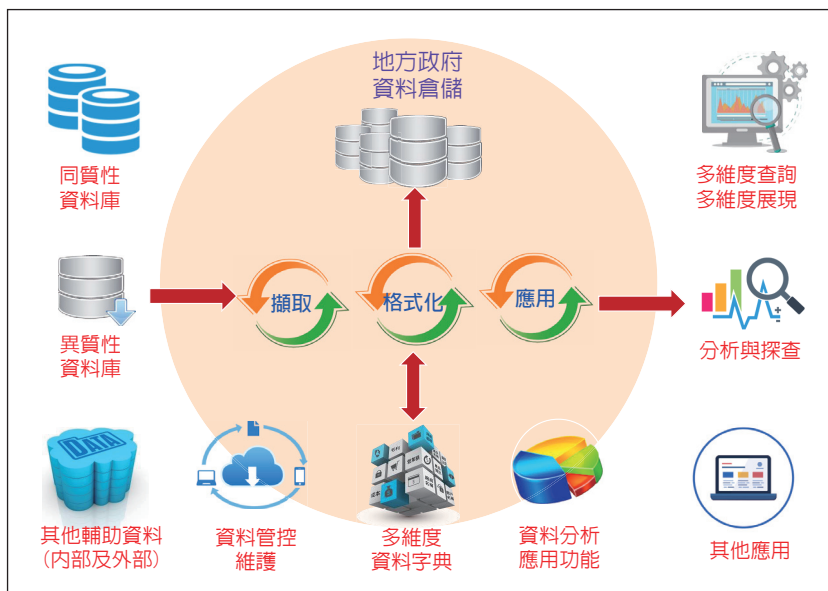 地方政府
資料倉儲
同質性
資料庫
多維度查詢
多維度展現
擷取
格式化
應用
異質性
資料庫
分析與探查
DATA
其他輔助資料
(內部及外部)
資料管控
維護
多維度
資料字典
資料分析
應用功能
其他應用